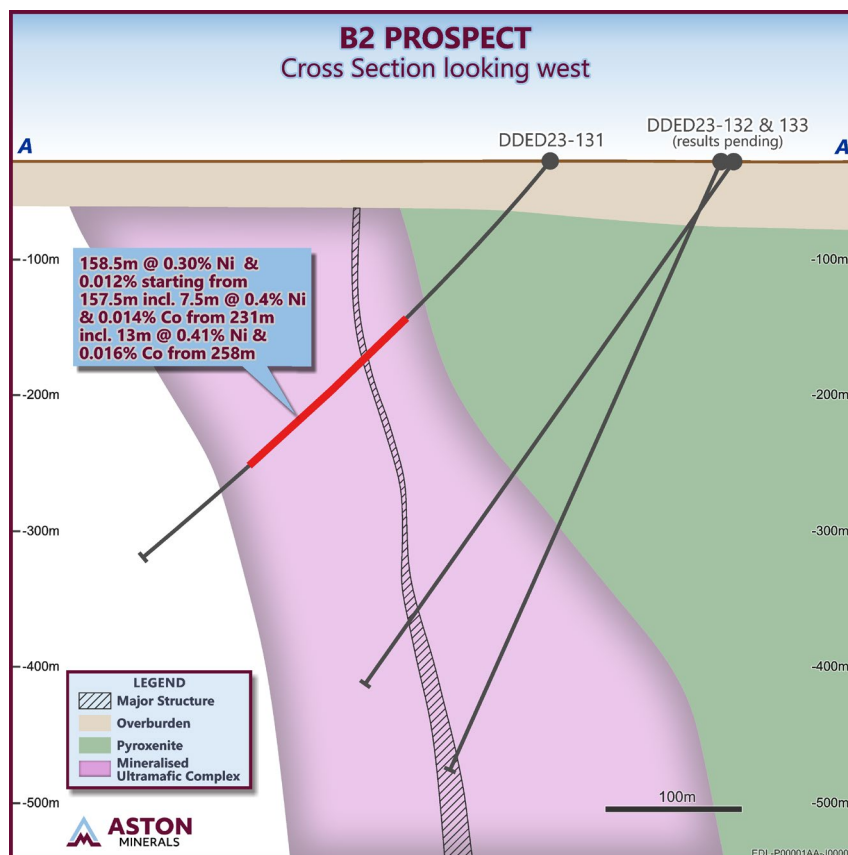 B2 PROSPECT
Cross Section looking west
A
DDED23-131
DDED23-132 & 133
(results pending)
A'
-100m
-100m
158.5m @ 0.30% Ni &
0.012% starting from
157.5m incl. 7.5m @ 0.4% Ni
& 0.014% Co from 231m
incl. 13m @ 0.41% Ni &
0.016% Co from 258m
-200m
-200m
-300m
-300m
-400m
-400m
LEGEND
Major Structure
Overburden
Pyroxenite
Mineralised
Ultramafic Complex
100m
-500m
-500m
ASTON
MINERALS